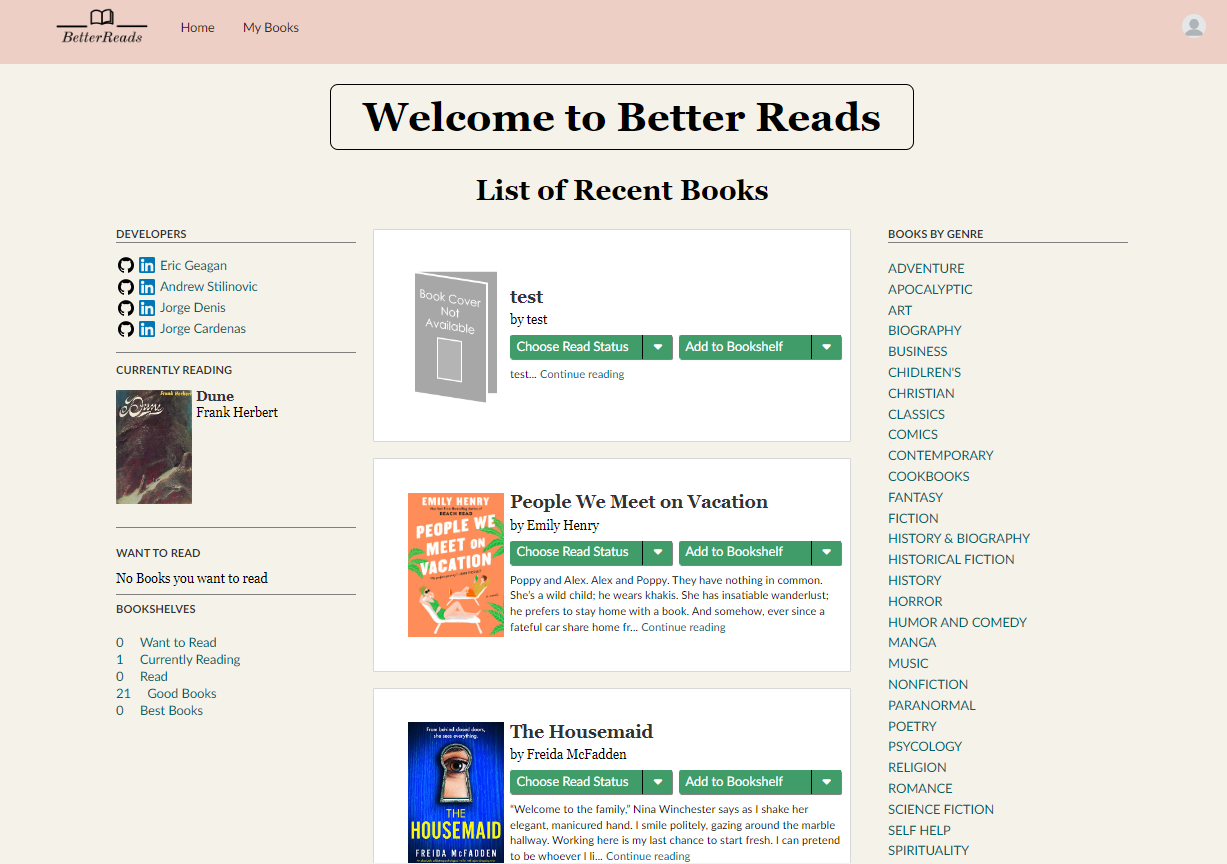 BetterReads
Home
My Books
Welcome to Better Reads
List of Recent Books
DEVELOPERS
Eric Geagan
Andrew Stilinovic
Jorge Denis
Jorge Cardenas
CURRENTLY READING
Frank Herbert
Dune
Dune
Frank Herbert
WANT TO READ
No Books you want to read
BOOKSHELVES
0 Want to Read
1 Currently Reading
0 Read
21 Good Books
0 Best Books
Book Cover
Not
Available
test
by test
Choose Read Status
Add to Bookshelf
test... Continue reading
EMILY HENRY
BEACH READ
PEOPLE WE
MEET ON
VACATION
People We Meet on Vacation
by Emily Henry
Choose Read Status
Add to Bookshelf
Poppy and Alex. Alex and Poppy. They have nothing in common.
She's a wild child; he wears khakis. She has insatiable wanderlust;
he prefers to stay home with a book. And somehow, ever since a
fateful car share home fr... Continue reading
From behind closed doors,
she sees everything.
THE
HOUSEMAID
FREIDA McFADDEN
The Housemaid
by Freida McFadden
Choose Read Status
Add to Bookshelf
"Welcome to the family," Nina Winchester says as I shake her
elegant, manicured hand. I smile politely, gazing around the marble
hallway. Working here is my last chance to start fresh. I can pretend
to be whoever I li... Continue reading
BOOKS BY GENRE
ADVENTURE
APOCALYPTIC
ART
BIOGRAPHY
BUSINESS
CHIDLREN'S
CHRISTIAN
CLASSICS
COMICS
CONTEMPORARY
COOKBOOKS
FANTASY
FICTION
HISTORY & BIOGRAPHY
HISTORICAL FICTION
HISTORY
HORROR
HUMOR AND COMEDY
MANGA
MUSIC
NONFICTION
PARANORMAL
POETRY
PSYCOLOGY
RELIGION
ROMANCE
SCIENCE FICTION
SELF HELP
SPIRITUALITY